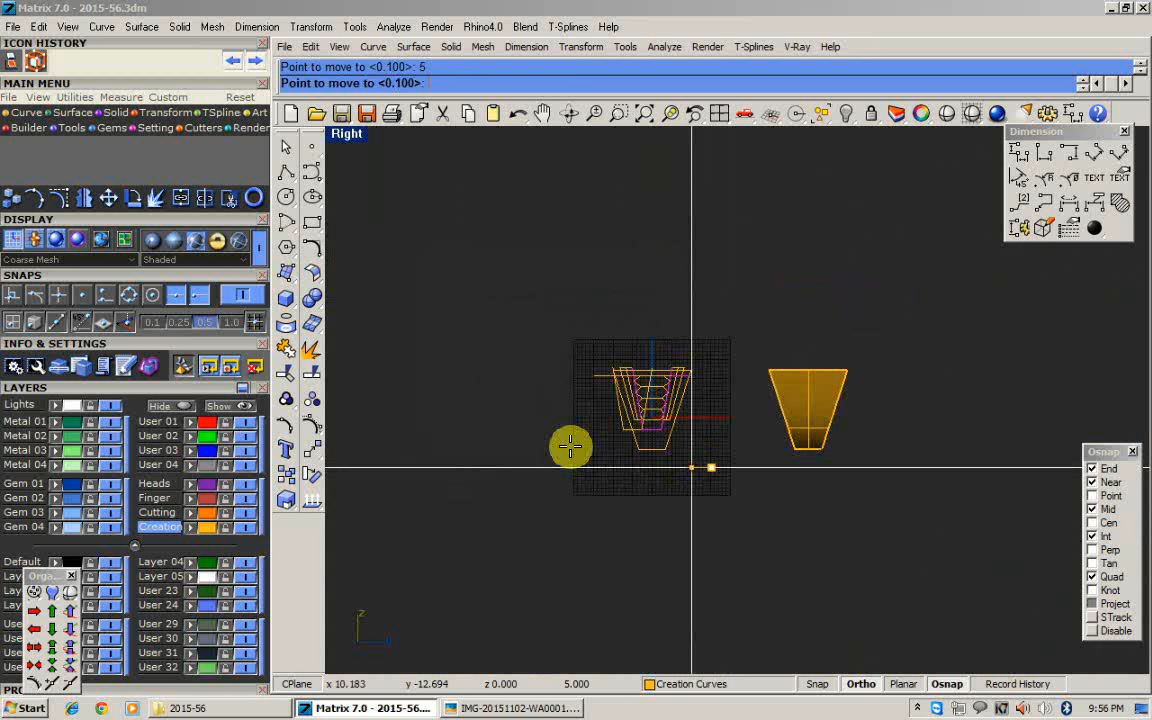 Matrix 7.0 - 2015-56.3dm
File Edit View Curve Surface Solid Mesh Dimension Transform Tools Analyze Render Rhino4.0 Blend T-Splines Help
ICON HISTORY
MAIN MENU
File View Utilities Measure Custom Reset
Curve Surface Solid Transform TSpline Art
Builder Tools Gems Setting Cutters Render
DISPLAY
Coarse Mesh Shaded
SNAPS
0.1 0.25 0.5 1.0
INFO & SETTINGS
LAYERS
Lights Hide Show
Metal 01 User 01
Metal 02 User 02
Metal 03 User 03
Metal 04 User 04
Gem 01 Heads
Gem 02 Finger
Gem 03 Cutting
Gem 04 Creation
Default Layer 04
Lay Layer 05
Laye User 23
Laye User 24
Use User 29
Use User 30
Use User 31
Use User 32
Orga...
File Edit View Curve Surface Solid Mesh Dimension Transform Tools Analyze Render T-Splines V-Ray Help
Point to move to <0.100>: 5
Point to move to <0.100>:
Right
Dimension
TEXT TEXT
Osnap
End
Near
Point
Mid
Cen
Int
Perp
Tan
Quad
Knot
Project
STrack
Disable
z
CPlane x 10.183 y -12.694 z 0.000 5.000 Creation Curves Snap Ortho Planar Osnap Record History
Start 2015-56 Matrix 7.0 - 2015-56.... IMG-20151102-WA0001.... 9:56 PM